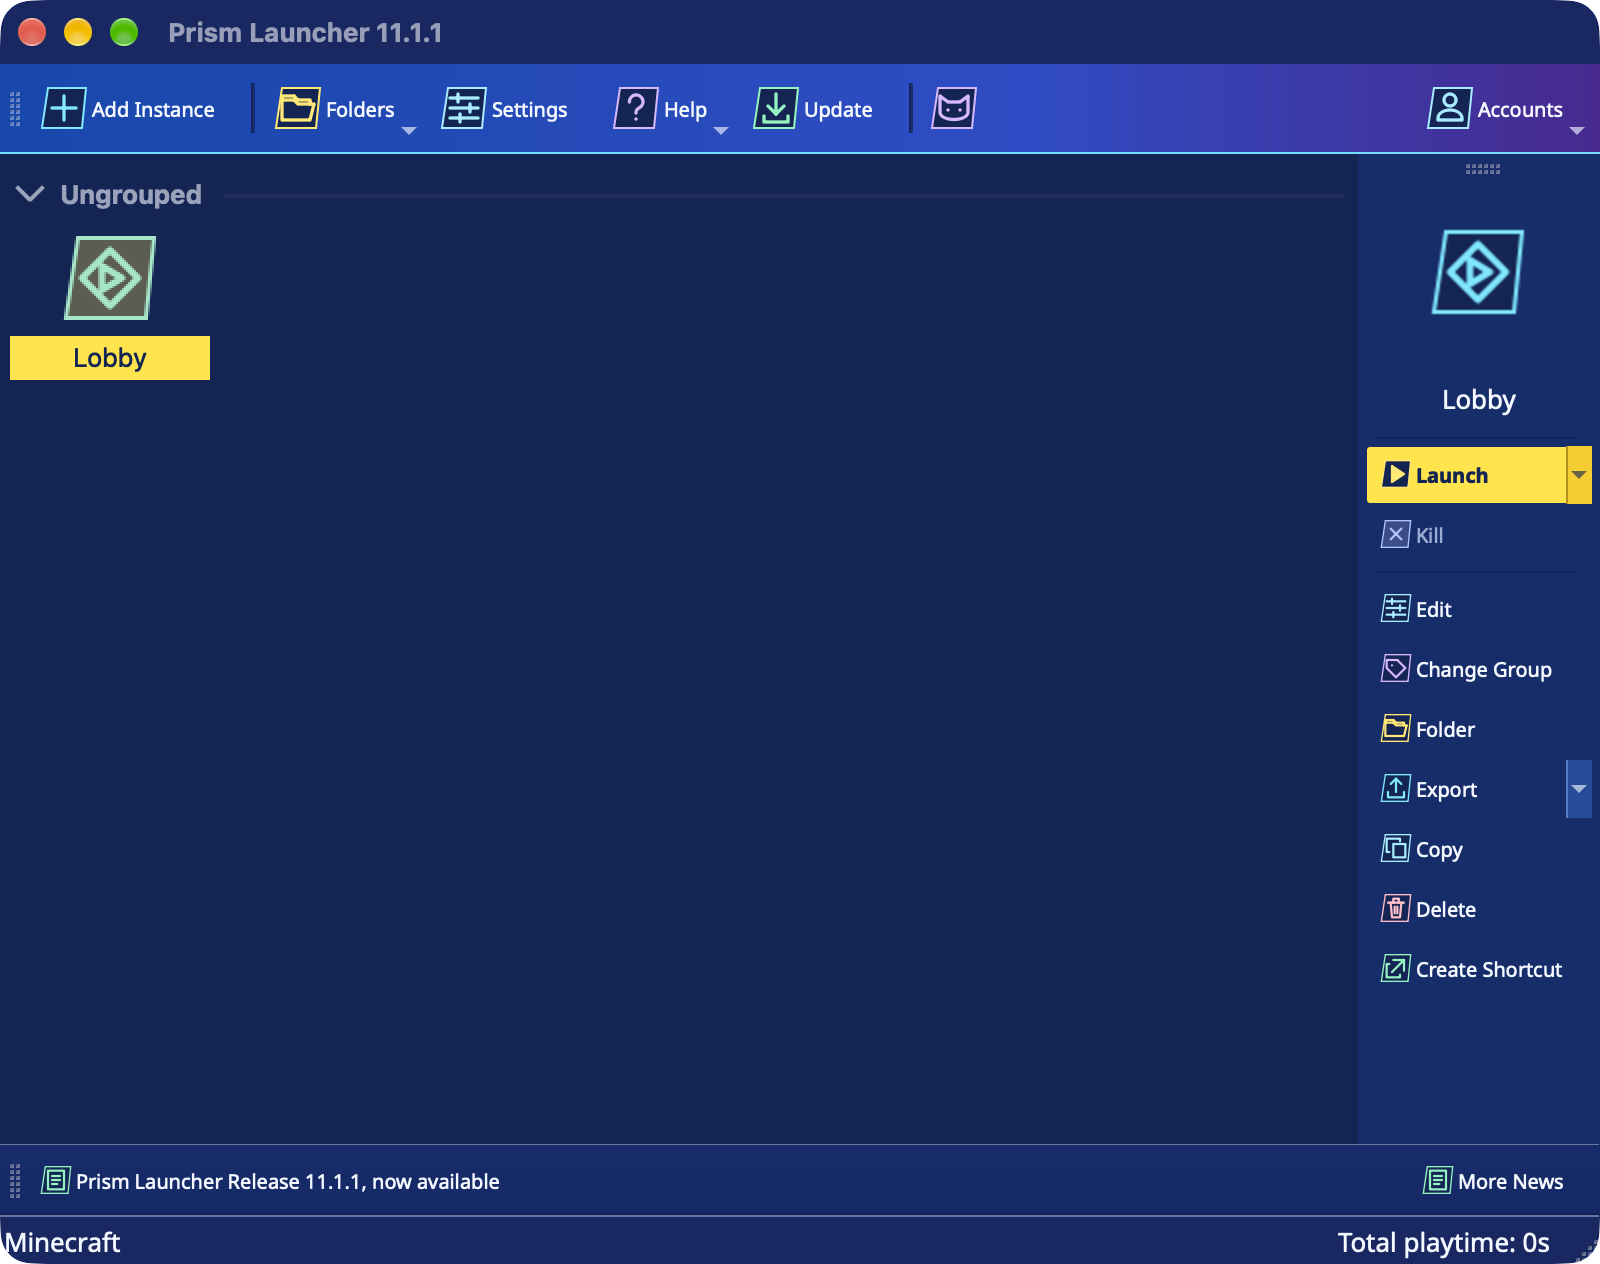 Prism Launcher 11.1.1
Add Instance
Folders
Settings
Help
Update
Accounts
Ungrouped
Lobby
Lobby
Launch
Kill
Edit
Change Group
Folder
Export
Copy
Delete
Create Shortcut
Prism Launcher Release 11.1.1, now available
More News
Minecraft
Total playtime: 0s